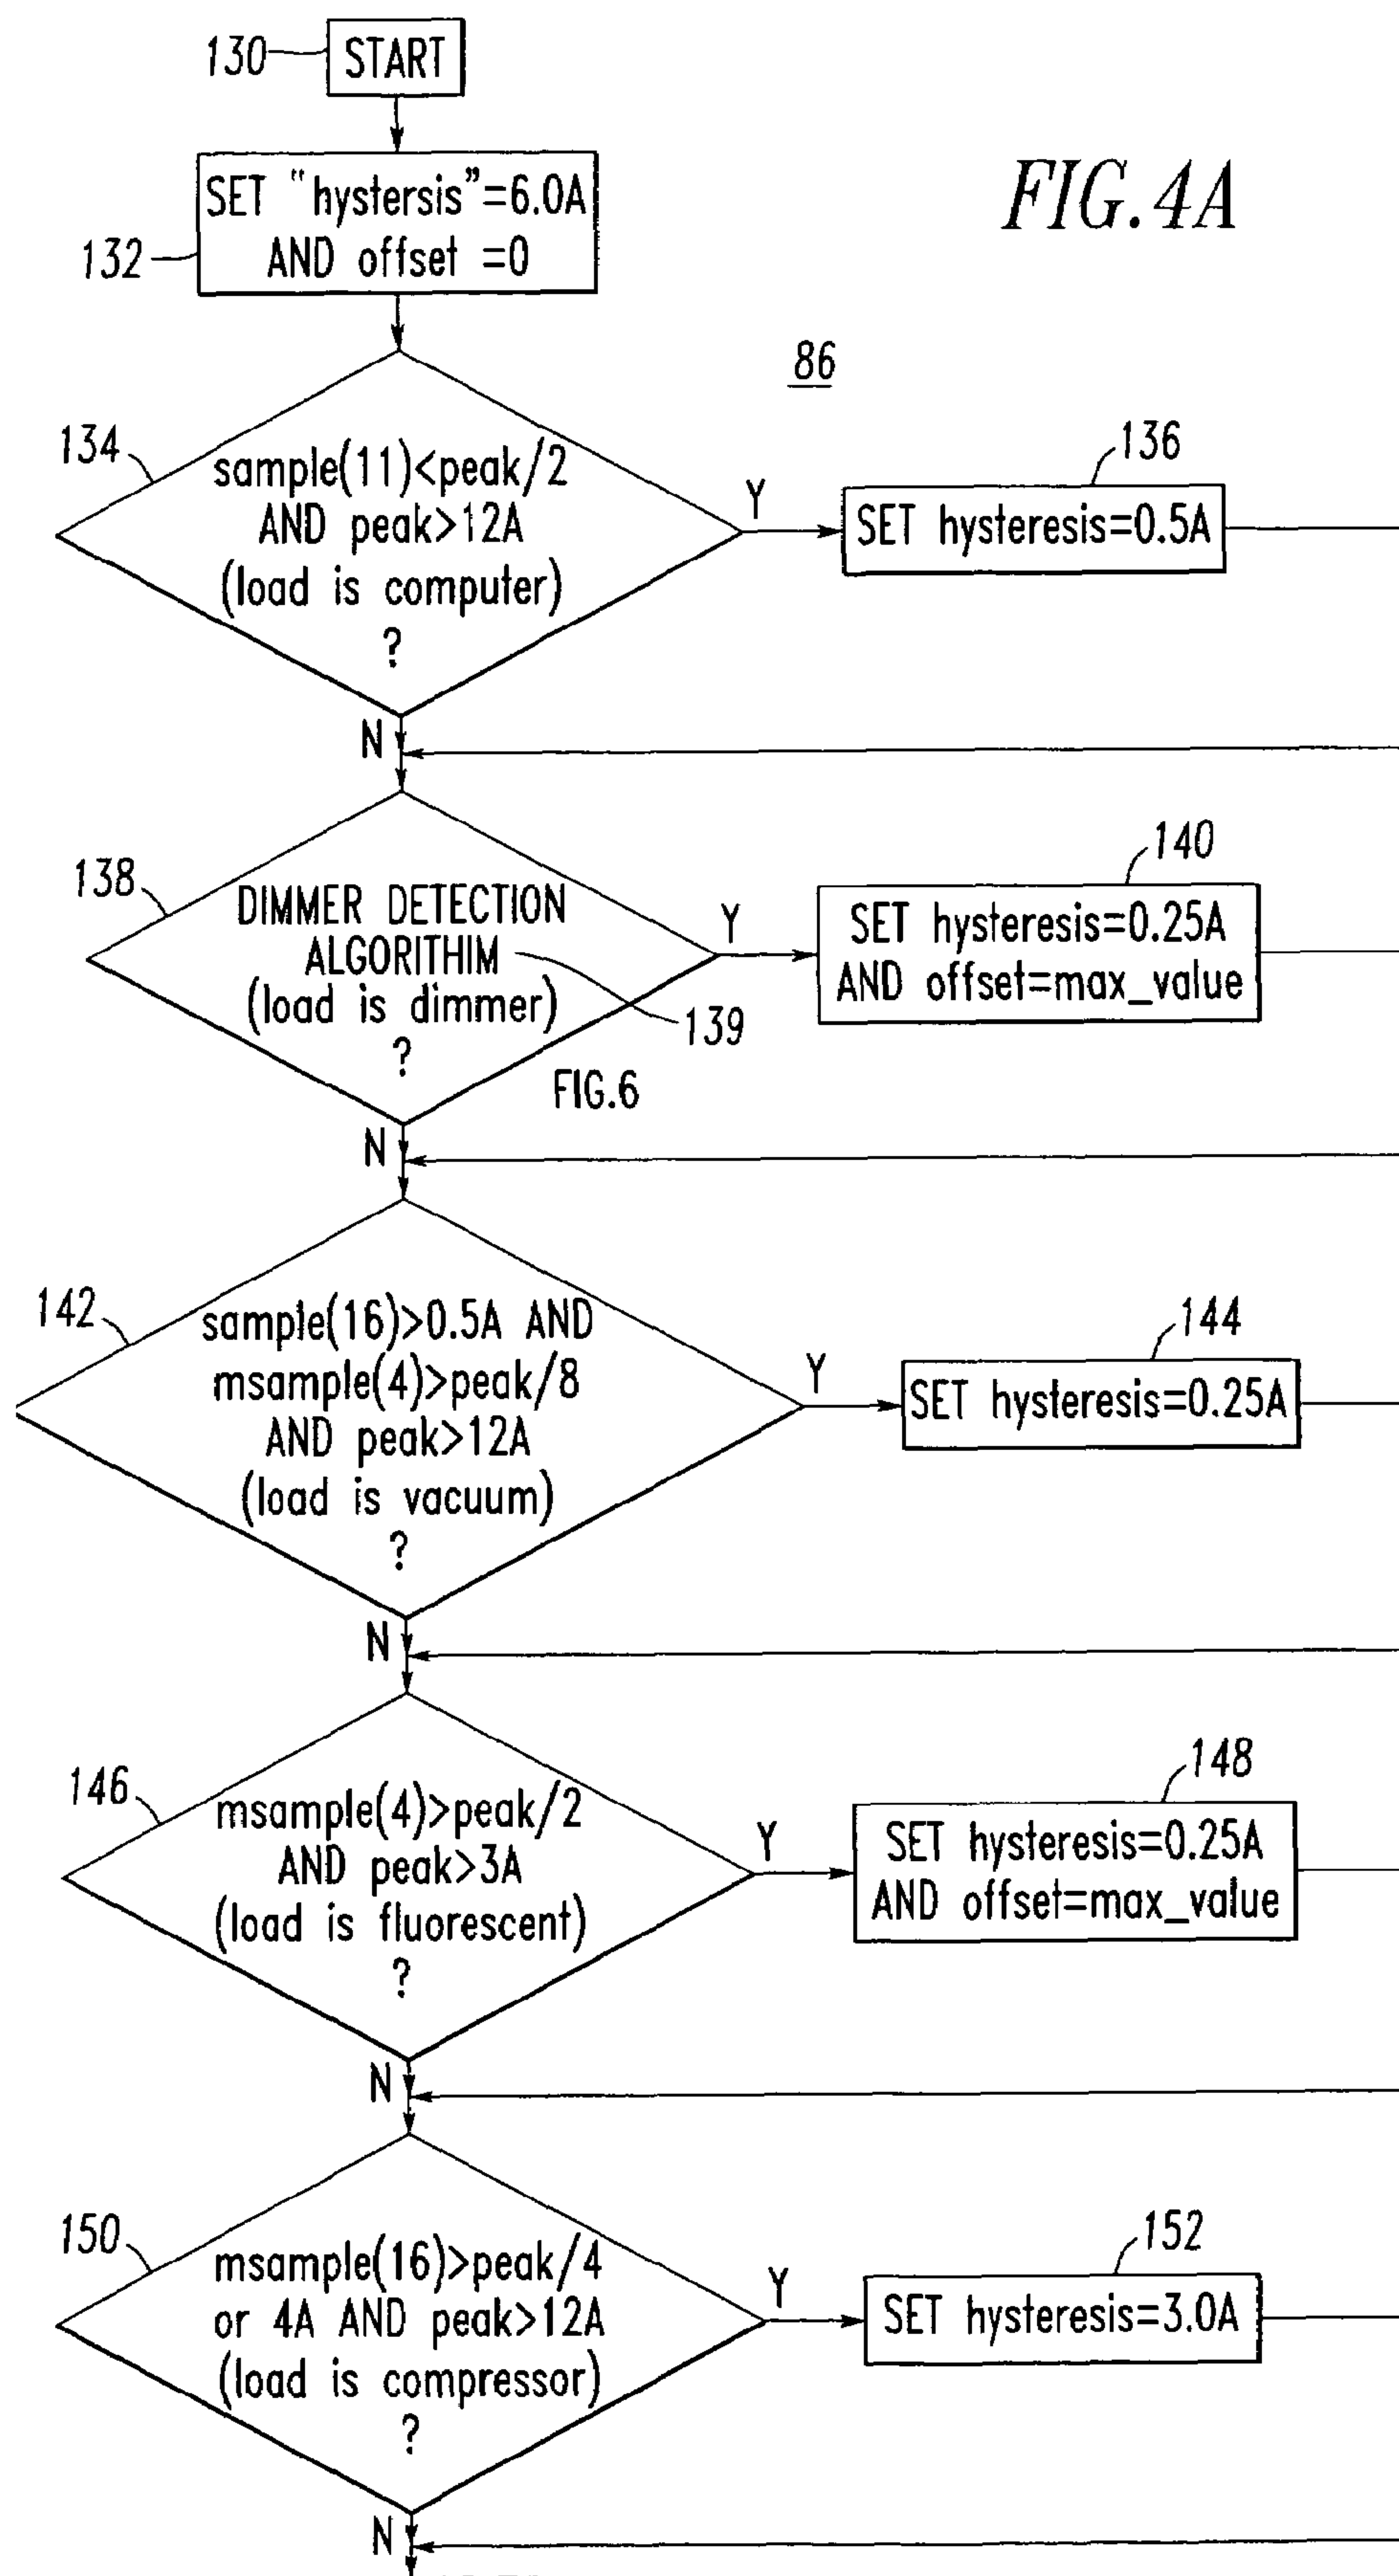 130
START
FIG. 4A
SET "hystersis"=6.0A
AND offset =0
132
86
134
sample(11)<peak/2
AND peak>12A
(load is computer)
?
Y
136
SET hysteresis=0.5A
N
138
DIMMER DETECTION
ALGORITHIM
(load is dimmer)
?
139
FIG.6
Y
140
SET hysteresis=0.25A
AND offset=max_value
N
142
sample(16)>0.5A AND
msample(4)>peak/8
AND peak>12A
(load is vacuum)
?
Y
144
SET hysteresis=0.25A
N
146
msample(4)>peak/2
AND peak>3A
(load is fluorescent)
?
Y
148
SET hysteresis=0.25A
AND offset=max_value
N
150
msample(16)>peak/4
or 4A AND peak>12A
(load is compressor)
?
Y
152
SET hysteresis=3.0A
N